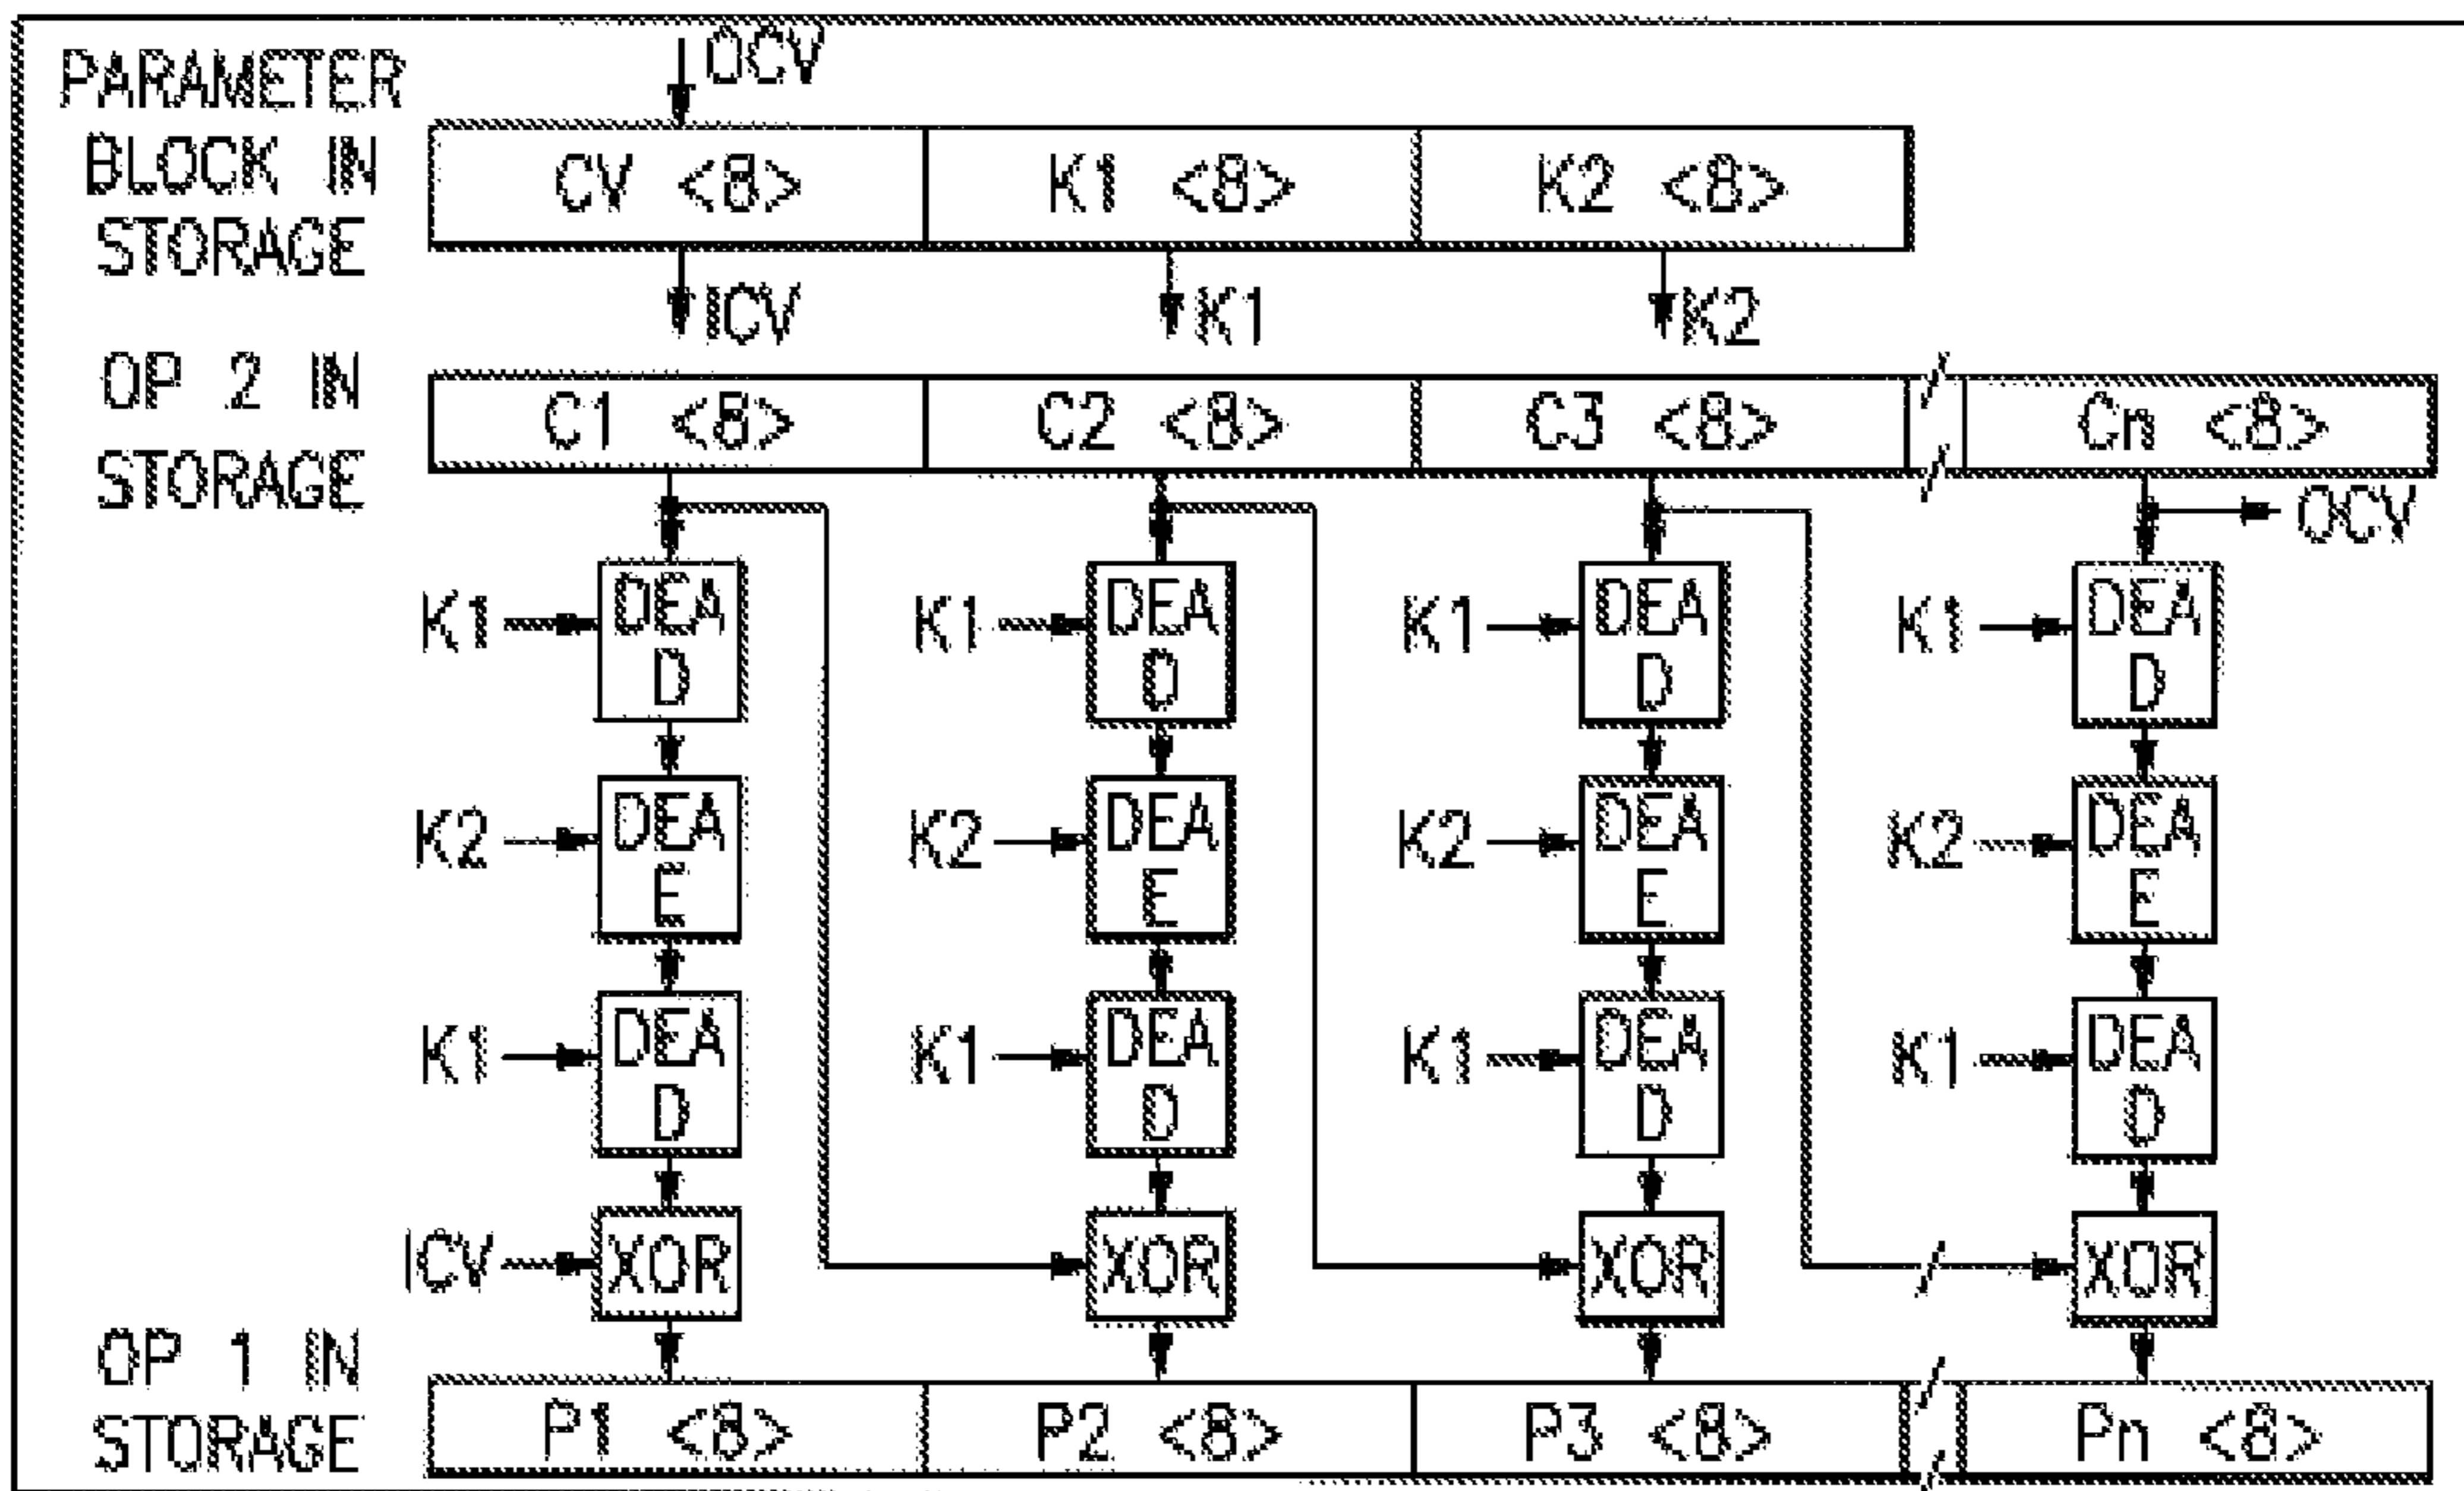 PARAMETER
BLOCK IN
STORAGE
OCV
CV <8> K1 <8> K2 <8>
ICV K1 K2
OP 2 IN
STORAGE
C1 <8> C2 <8> C3 <8> Cn <8>
OCV
K1 DEA K1 DEA K1 DEA K1 DEA
D D D D
K2 DEA K2 DEA K2 DEA K2 DEA
E E E E
K1 DEA K1 DEA K1 DEA K1 DEA
D D D D
ICV XOR XOR XOR XOR
OP 1 IN
STORAGE
P1 <8> P2 <8> P3 <8> Pn <8>